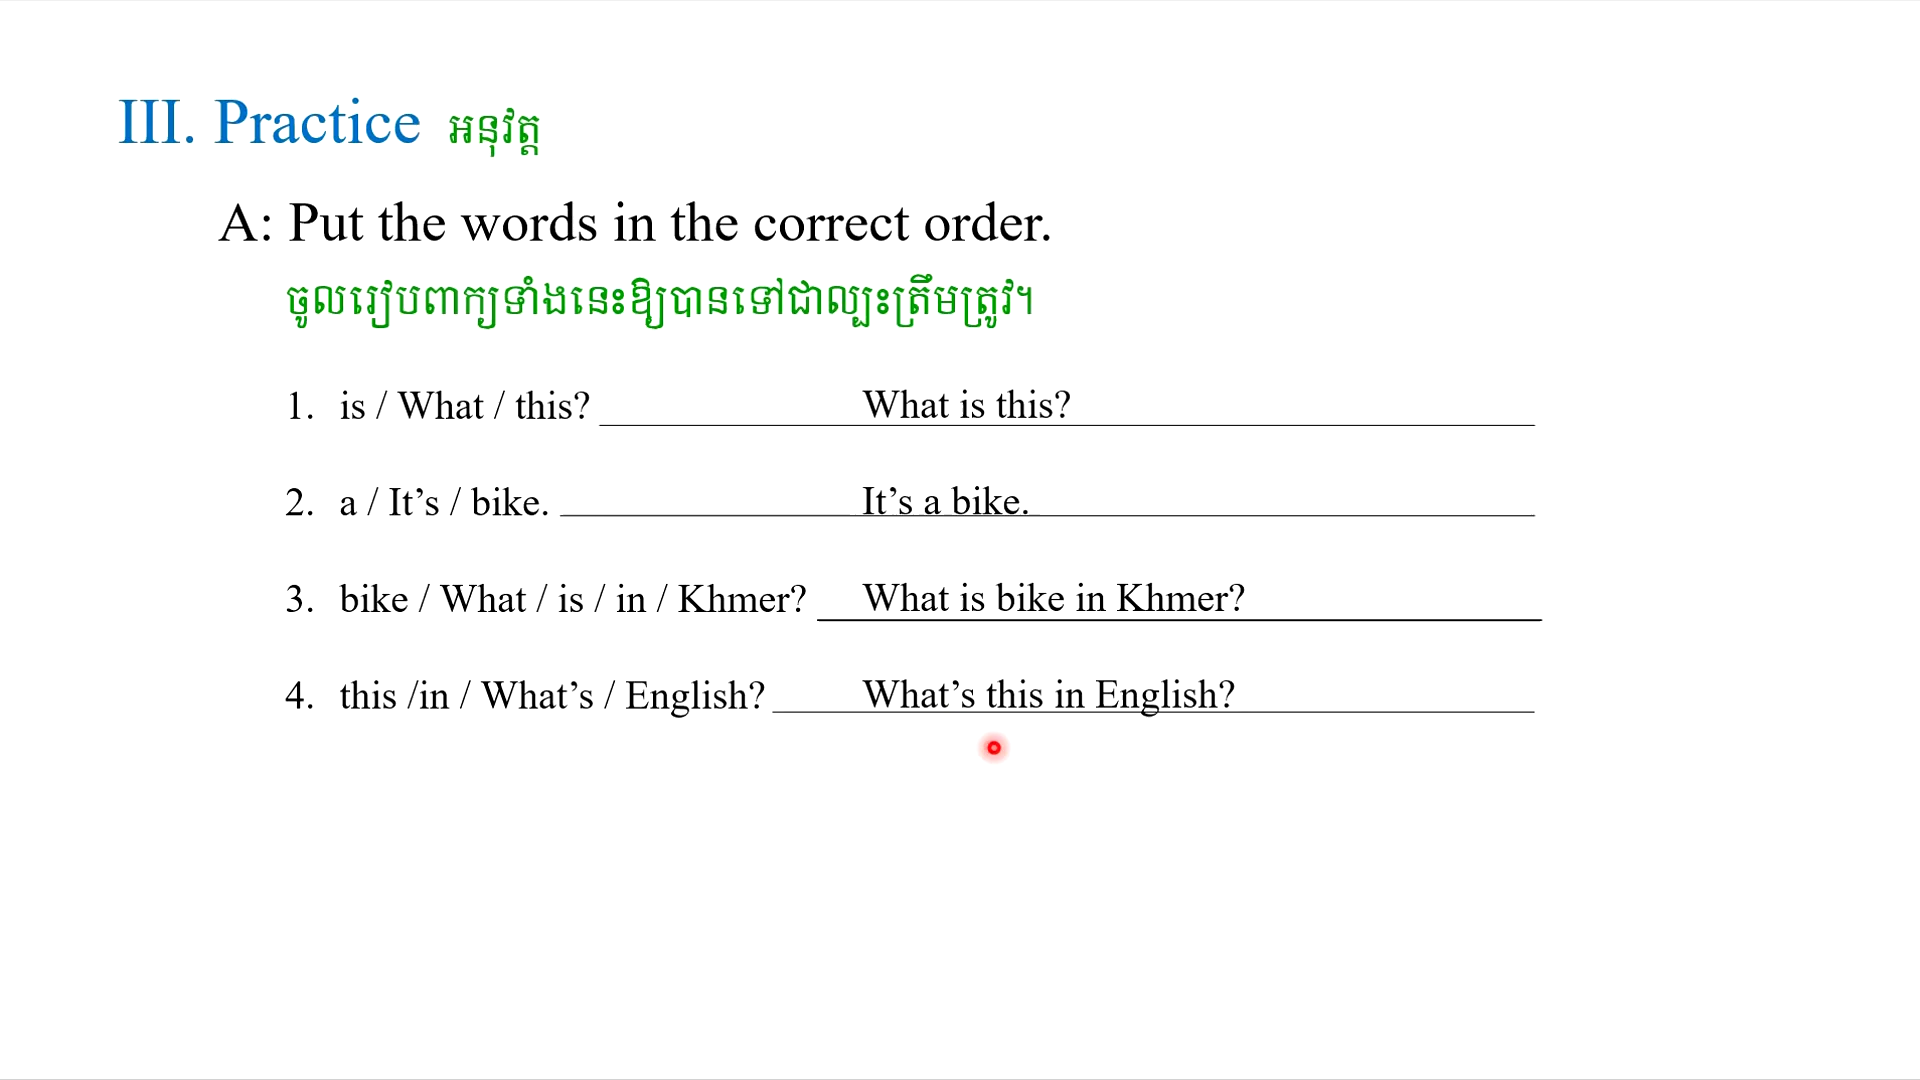 III. Practice អនុវត្ត
A: Put the words in the correct order.
ចូលរៀបពាក្យទាំងនេះឱ្យបានទៅជាល្បះត្រឹមត្រូវ។
1. is / What / this? What is this?
2. a / It’s / bike. It’s a bike.
3. bike / What / is / in / Khmer? What is bike in Khmer?
4. this /in / What’s / English? What’s this in English?